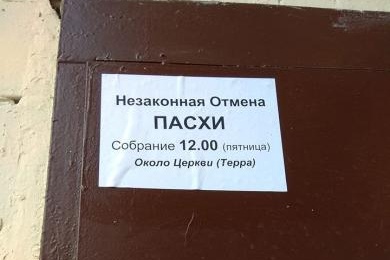 Незаконная Отмена
ПАСХИ
Собрание 12.00 (пятница)
Около Церкви (Терра)